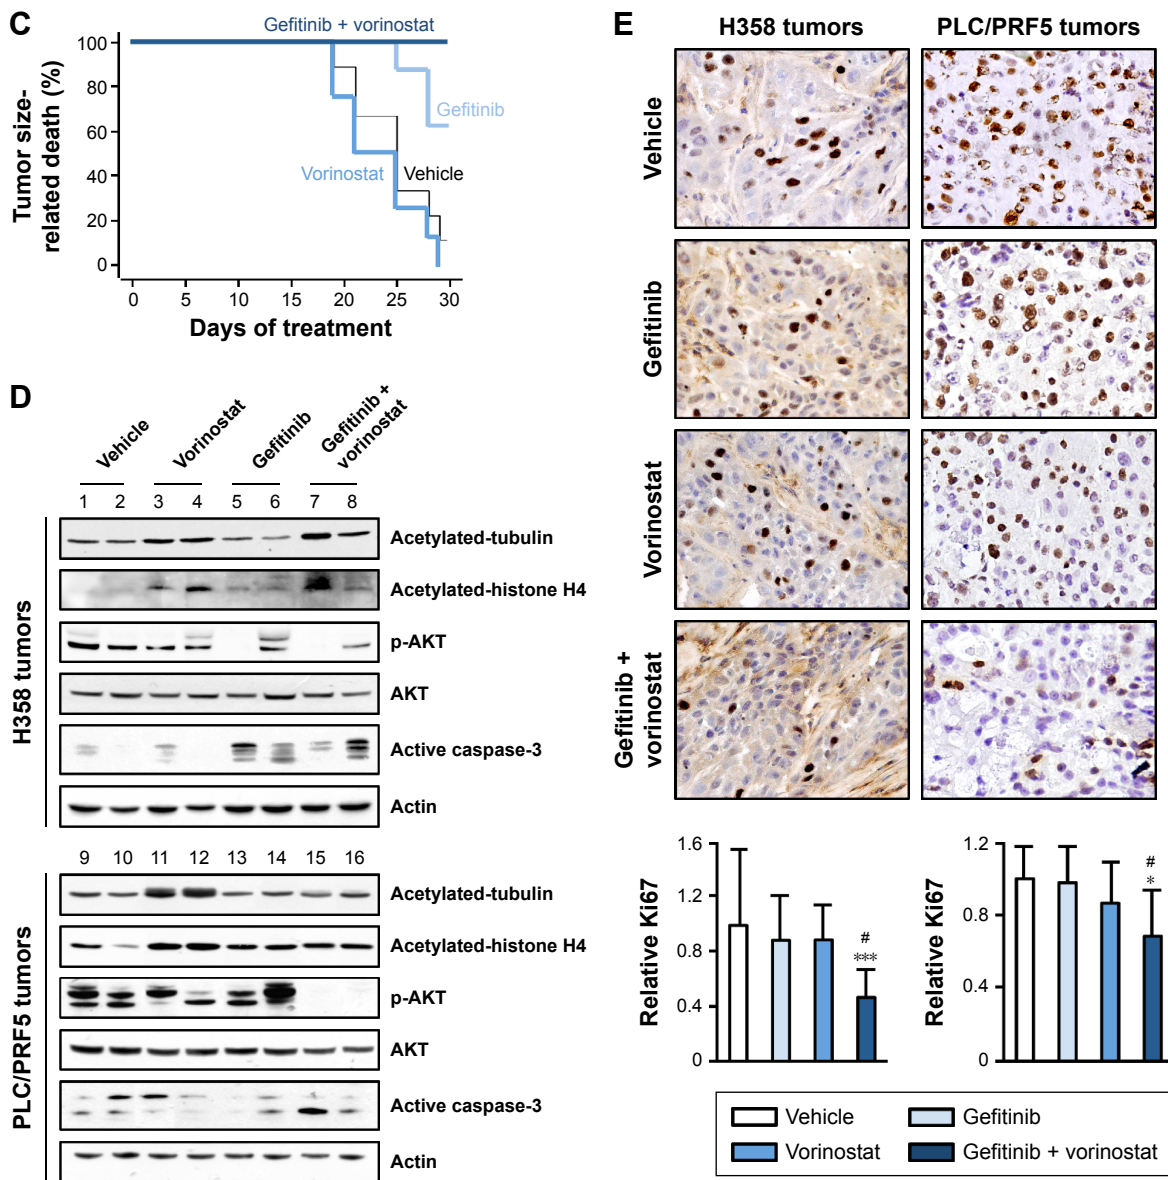 C
Gefitinib + vorinostat
Tumor size-
related death (%)
100
80
60
40
20
0
Gefitinib
Vorinostat
Vehicle
0 5 10 15 20 25 30
Days of treatment
D
Vehicle
Vorinostat
Gefitinib
Gefitinib +
vorinostat
1 2 3 4 5 6 7 8
H358 tumors
Acetylated-tubulin
Acetylated-histone H4
p-AKT
AKT
Active caspase-3
Actin
9 10 11 12 13 14 15 16
PLC/PRF5 tumors
Acetylated-tubulin
Acetylated-histone H4
p-AKT
AKT
Active caspase-3
Actin
E
H358 tumors
PLC/PRF5 tumors
Vehicle
Gefitinib
Vorinostat
Gefitinib +
vorinostat
Relative Ki67
1.6
1.2
0.8
0.4
0
#
***
Relative Ki67
1.2
0.8
0.4
0
#
*
Vehicle
Gefitinib
Vorinostat
Gefitinib + vorinostat